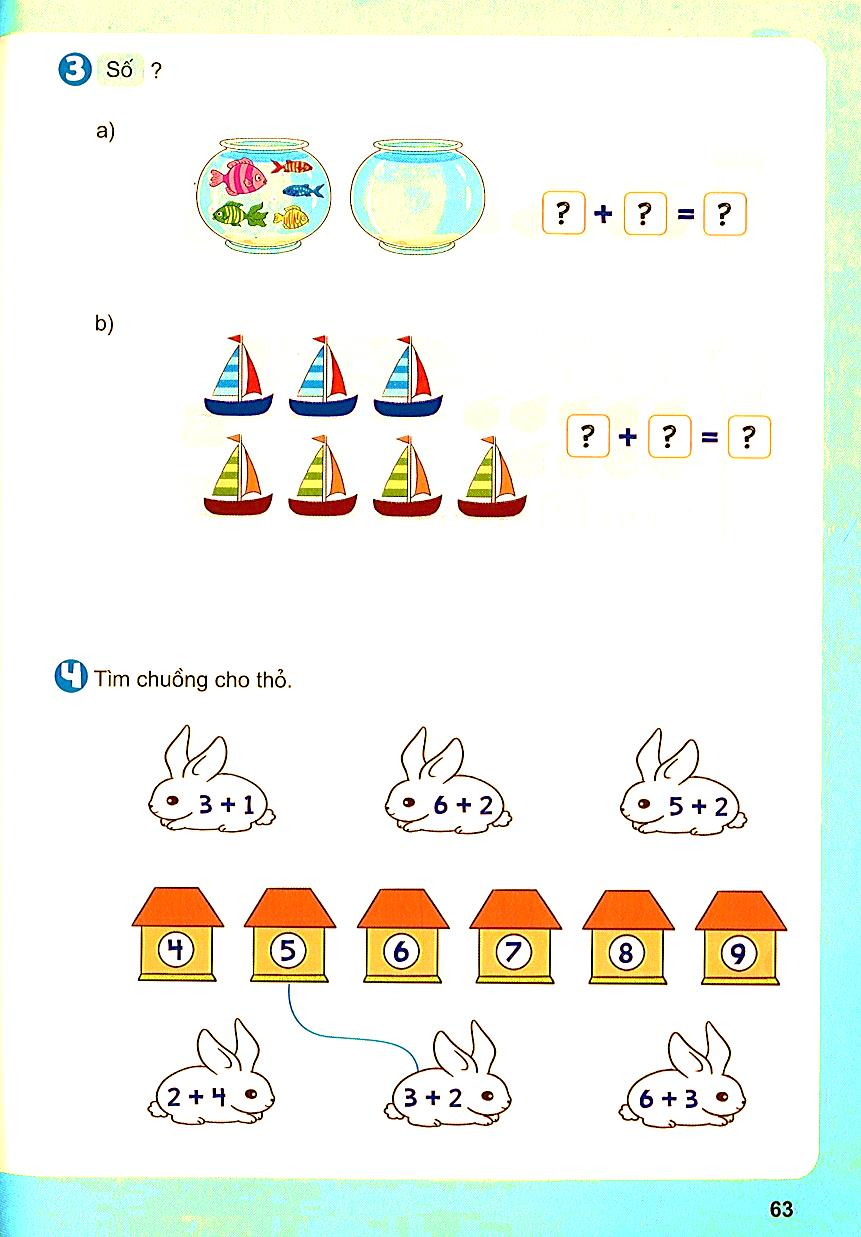 3 Số ?
a)
? + ? = ?
b)
? + ? = ?
4 Tìm chuồng cho thỏ.
3 + 1 6 + 2 5 + 2
4 5 6 7 8 9
2 + 4 3 + 2 6 + 3
63